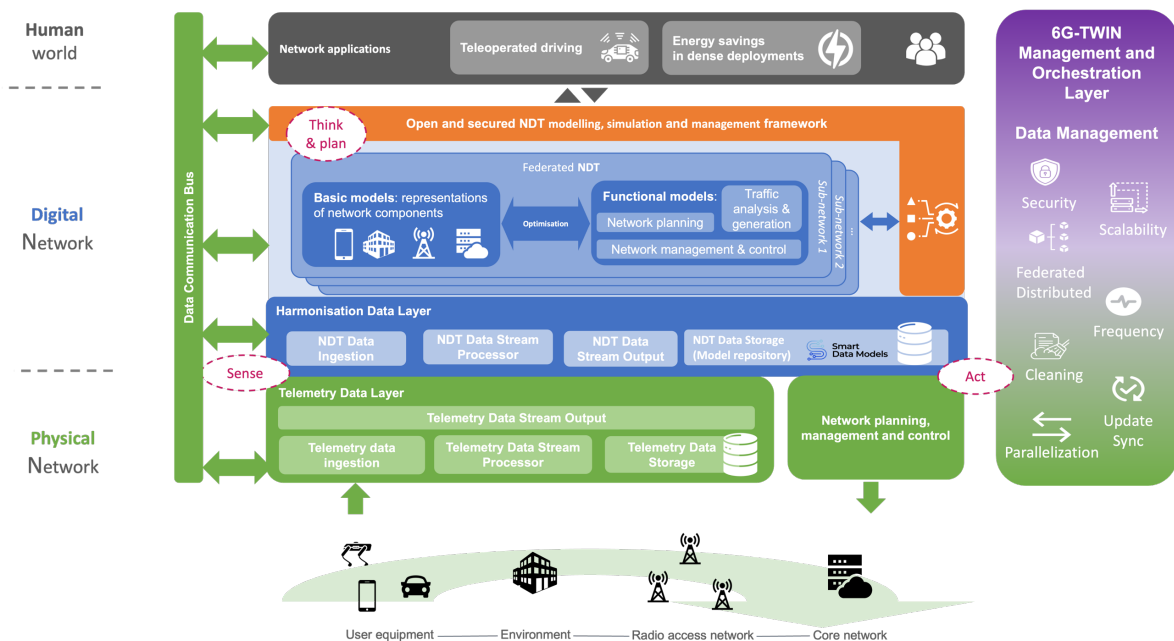 Human
world
Digital
Network
Physical
Network
Data Communication Bus
Network applications
Teleoperated driving
Energy savings
in dense deployments
Think
& plan
Open and secured NDT modelling, simulation and management framework
Federated NDT
Basic models: representations
of network components
Optimisation
Functional models:
Network planning
Traffic
analysis &
generation
Network management & control
Sub-network 1
Sub-network 2
...
Harmonisation Data Layer
NDT Data
Ingestion
NDT Data Stream
Processor
NDT Data
Stream Output
NDT Data Storage
(Model repository)
Smart
Data Models
Sense
Act
Telemetry Data Layer
Telemetry Data Stream Output
Telemetry data
ingestion
Telemetry Data Stream
Processor
Telemetry Data
Storage
Network planning,
management and control
User equipment
Environment
Radio access network
Core network
6G-TWIN
Management and
Orchestration
Layer
Data Management
Security
Scalability
Federated
Distributed
Frequency
Cleaning
Update
Sync
Parallelization